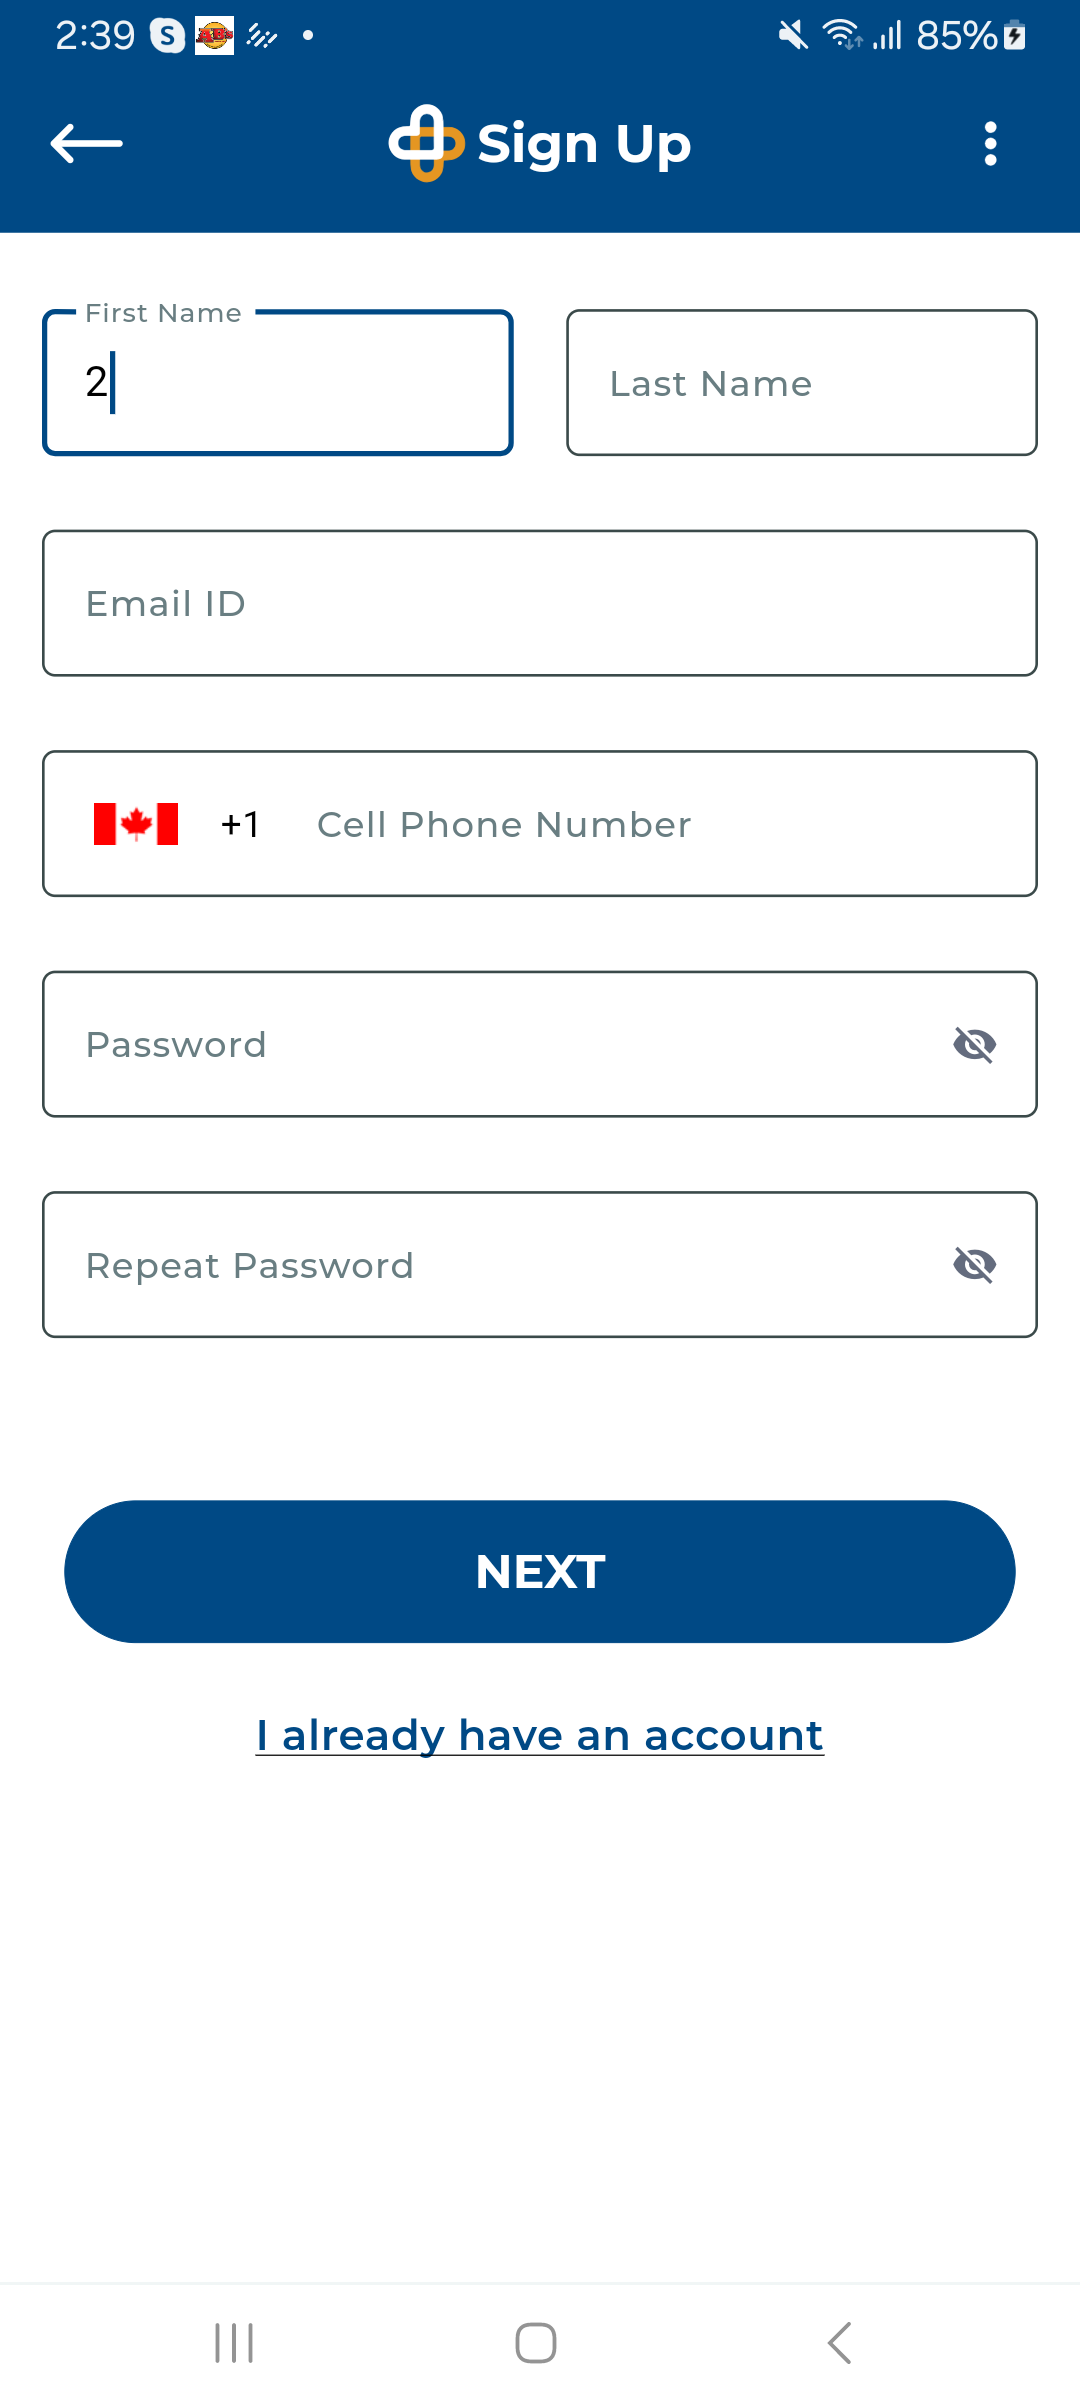 2:39 S 85%
Sign Up
First Name
2
Last Name
Email ID
+1 Cell Phone Number
Password
Repeat Password
NEXT
I already have an account